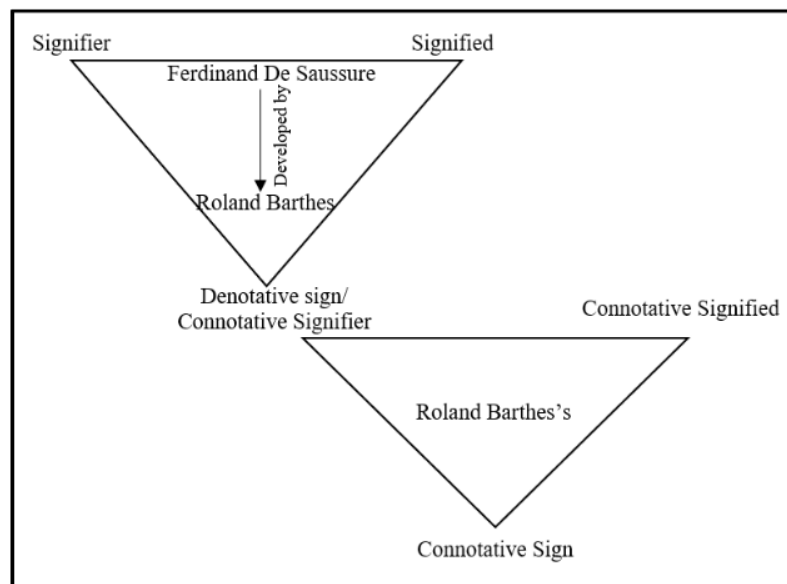 Signifier
Signified
Ferdinand De Saussure
Developed by
Roland Barthes
Denotative sign/
Connotative Signifier
Connotative Signified
Roland Barthes's
Connotative Sign